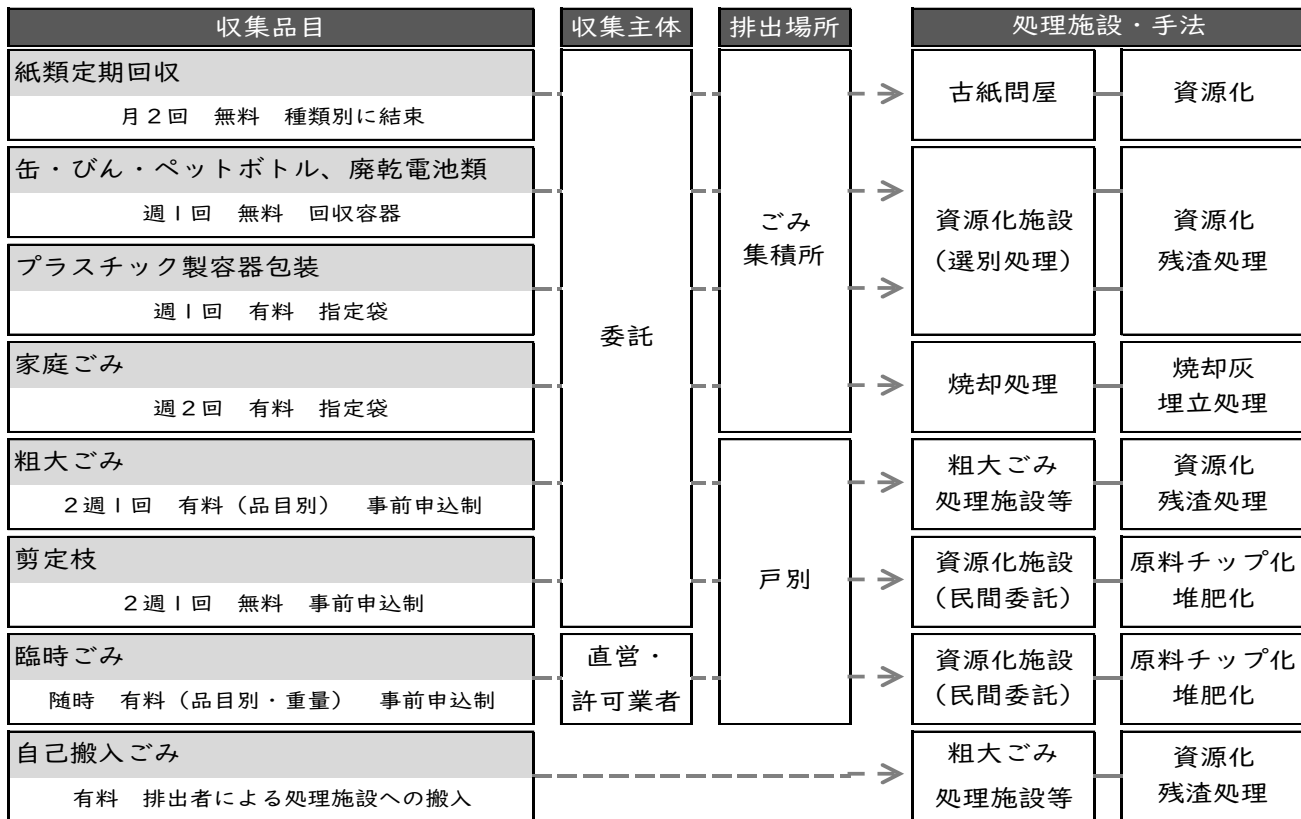 収集品目
収集主体
排出場所
処理施設・手法
紙類定期回収
月2回　無料　種類別に結束
缶・びん・ペットボトル、廃乾電池類
週1回　無料　回収容器
プラスチック製容器包装
週1回　有料　指定袋
家庭ごみ
週2回　有料　指定袋
粗大ごみ
2週1回　有料（品目別）　事前申込制
剪定枝
2週1回　無料　事前申込制
臨時ごみ
随時　有料（品目別・重量）　事前申込制
自己搬入ごみ
有料　排出者による処理施設への搬入
委託
直営・
許可業者
ごみ
集積所
戸別
古紙問屋
資源化
資源化施設
（選別処理）
資源化
残渣処理
焼却処理
焼却灰
埋立処理
粗大ごみ
処理施設等
資源化
残渣処理
資源化施設
（民間委託）
原料チップ化
堆肥化
資源化施設
（民間委託）
原料チップ化
堆肥化
粗大ごみ
処理施設等
資源化
残渣処理